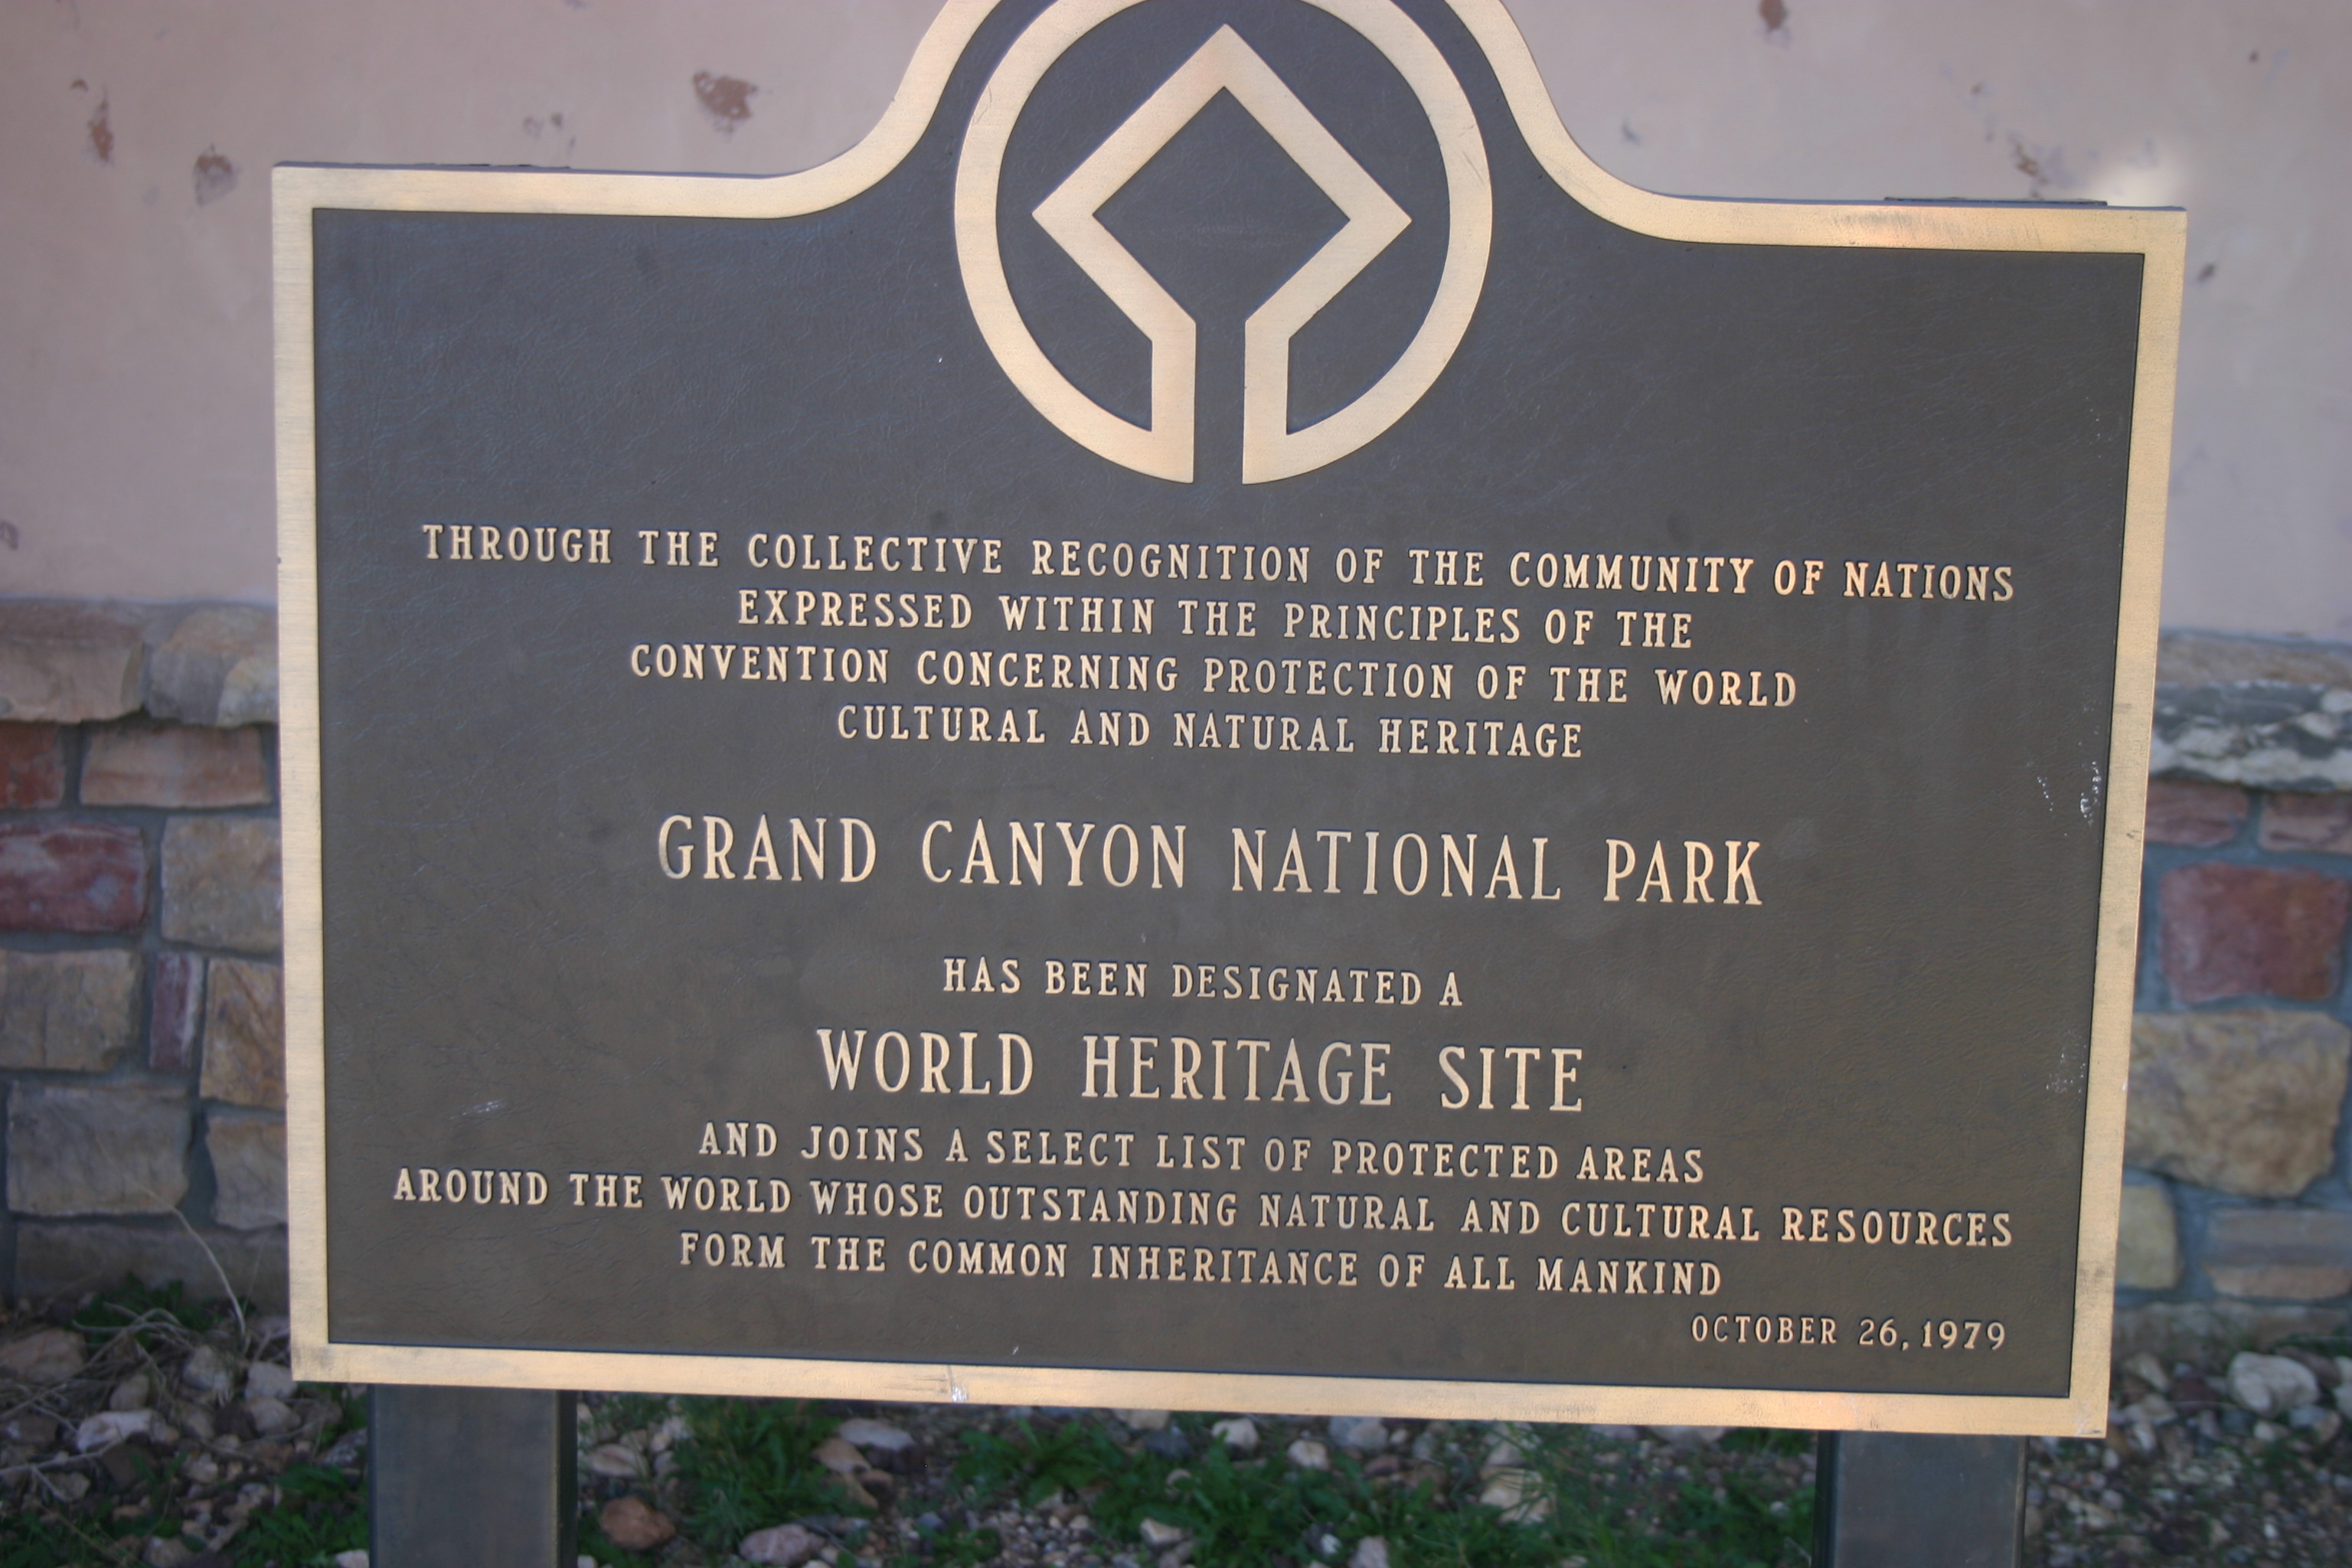 THROUGH THE COLLECTIVE RECOGNITION OF THE COMMUNITY OF NATIONS
EXPRESSED WITHIN THE PRINCIPLES OF THE
CONVENTION CONCERNING PROTECTION OF THE WORLD
CULTURAL AND NATURAL HERITAGE
GRAND CANYON NATIONAL PARK
HAS BEEN DESIGNATED A
WORLD HERITAGE SITE
AND JOINS A SELECT LIST OF PROTECTED AREAS
AROUND THE WORLD WHOSE OUTSTANDING NATURAL AND CULTURAL RESOURCES
FORM THE COMMON INHERITANCE OF ALL MANKIND
OCTOBER 26, 1979